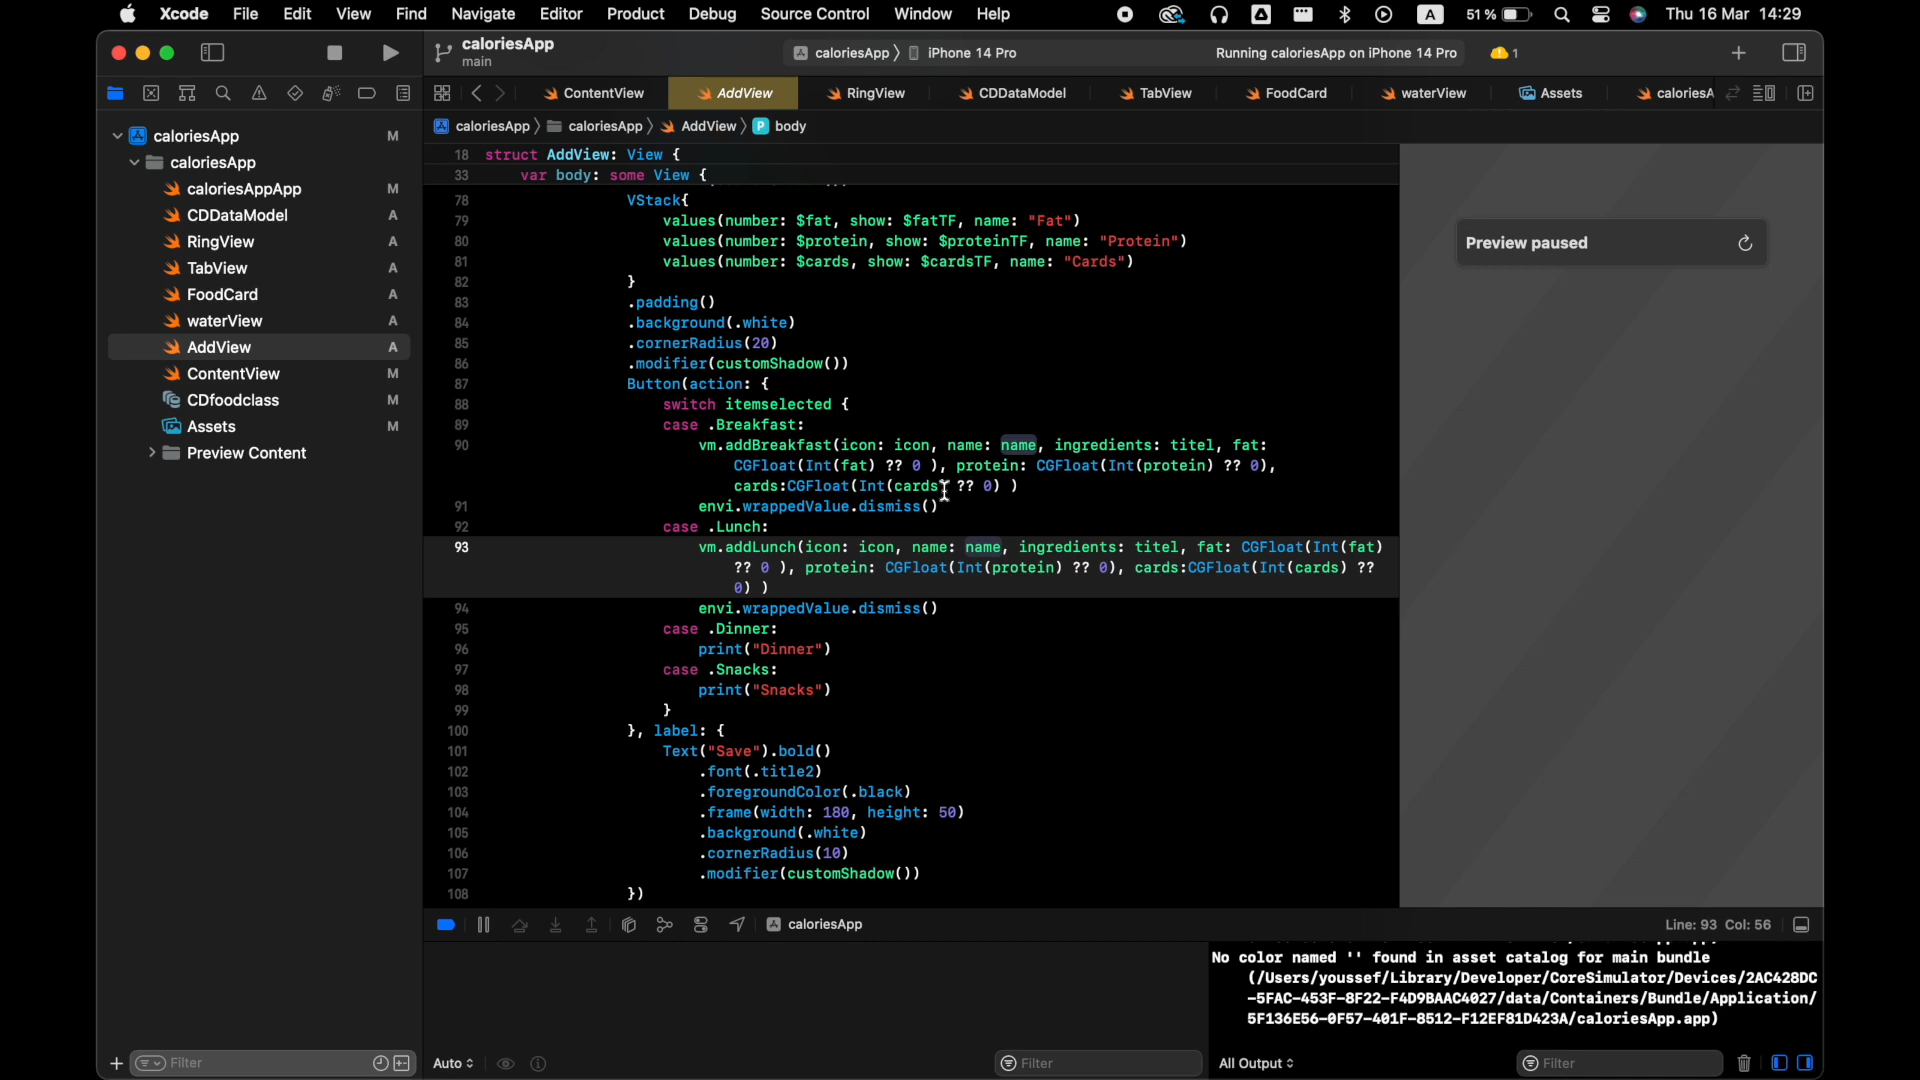 Xcode File Edit View Find Navigate Editor Product Debug Source Control Window Help A 51 % Thu 16 Mar 14:29
caloriesApp
main
caloriesApp iPhone 14 Pro Running caloriesApp on iPhone 14 Pro 1
ContentView AddView RingView CDDataModel TabView FoodCard waterView Assets caloriesA
caloriesApp caloriesApp AddView P body
caloriesApp M
caloriesApp
caloriesAppApp M
CDDataModel A
RingView A
TabView A
FoodCard A
waterView A
AddView A
ContentView M
CDfoodclass M
Assets M
Preview Content
18 struct AddView: View {
33 var body: some View {
78 VStack{
79 values(number: $fat, show: $fatTF, name: "Fat")
80 values(number: $protein, show: $proteinTF, name: "Protein")
81 values(number: $cards, show: $cardsTF, name: "Cards")
82 }
83 .padding()
84 .background(.white)
85 .cornerRadius(20)
86 .modifier(customShadow())
87 Button(action: {
88 switch itemselected {
89 case .Breakfast:
90 vm.addBreakfast(icon: icon, name: name, ingredients: titel, fat:
CGFloat(Int(fat) ?? 0 ), protein: CGFloat(Int(protein) ?? 0),
cards:CGFloat(Int(cards) ?? 0) )
91 envi.wrappedValue.dismiss()
92 case .Lunch:
93 vm.addLunch(icon: icon, name: name, ingredients: titel, fat: CGFloat(Int(fat)
?? 0 ), protein: CGFloat(Int(protein) ?? 0), cards:CGFloat(Int(cards) ??
0) )
94 envi.wrappedValue.dismiss()
95 case .Dinner:
96 print("Dinner")
97 case .Snacks:
98 print("Snacks")
99 }
100 }, label: {
101 Text("Save").bold()
102 .font(.title2)
103 .foregroundColor(.black)
104 .frame(width: 180, height: 50)
105 .background(.white)
106 .cornerRadius(10)
107 .modifier(customShadow())
108 })
Preview paused
caloriesApp Line: 93 Col: 56
No color named '' found in asset catalog for main bundle
(/Users/youssef/Library/Developer/CoreSimulator/Devices/2AC428DC
-5FAC-453F-8F22-F4D9BAAC4027/data/Containers/Bundle/Application/
5F136E56-0F57-401F-8512-F12EF81D423A/caloriesApp.app)
Filter Auto Filter All Output Filter